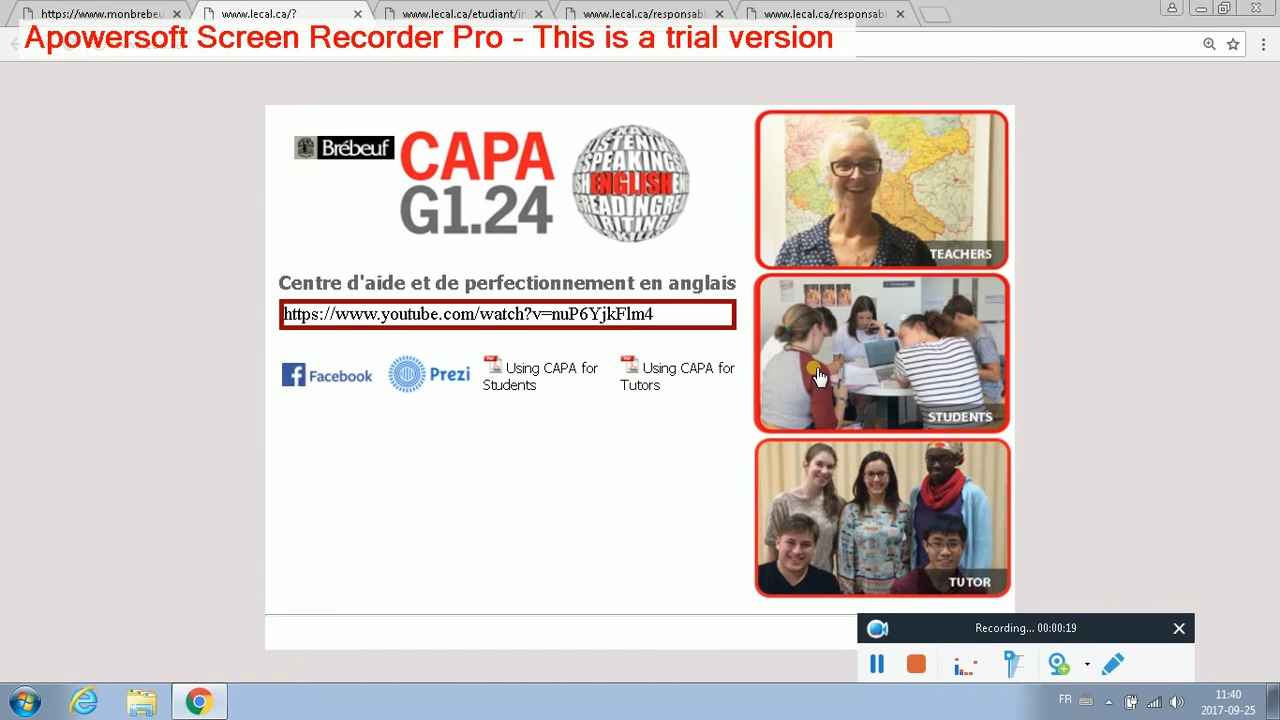 https://www.monbrebeu
www.lecal.ca/?
www.lecal.ca/etudiant/i
www.lecal.ca/responsabl
www.lecal.ca/responsabl
Apowersoft Screen Recorder Pro - This is a trial version
Brébeuf
CAPA
G1.24
LISTENING
SPEAKINGS
ENGLISH
READING
WRITING
TEACHERS
Centre d'aide et de perfectionnement en anglais
https://www.youtube.com/watch?v=nuP6YjkFlm4
Facebook
Prezi
Using CAPA for
Students
Using CAPA for
Tutors
STUDENTS
TUTOR
Recording... 00:00:19
FR
11:40
2017-09-25